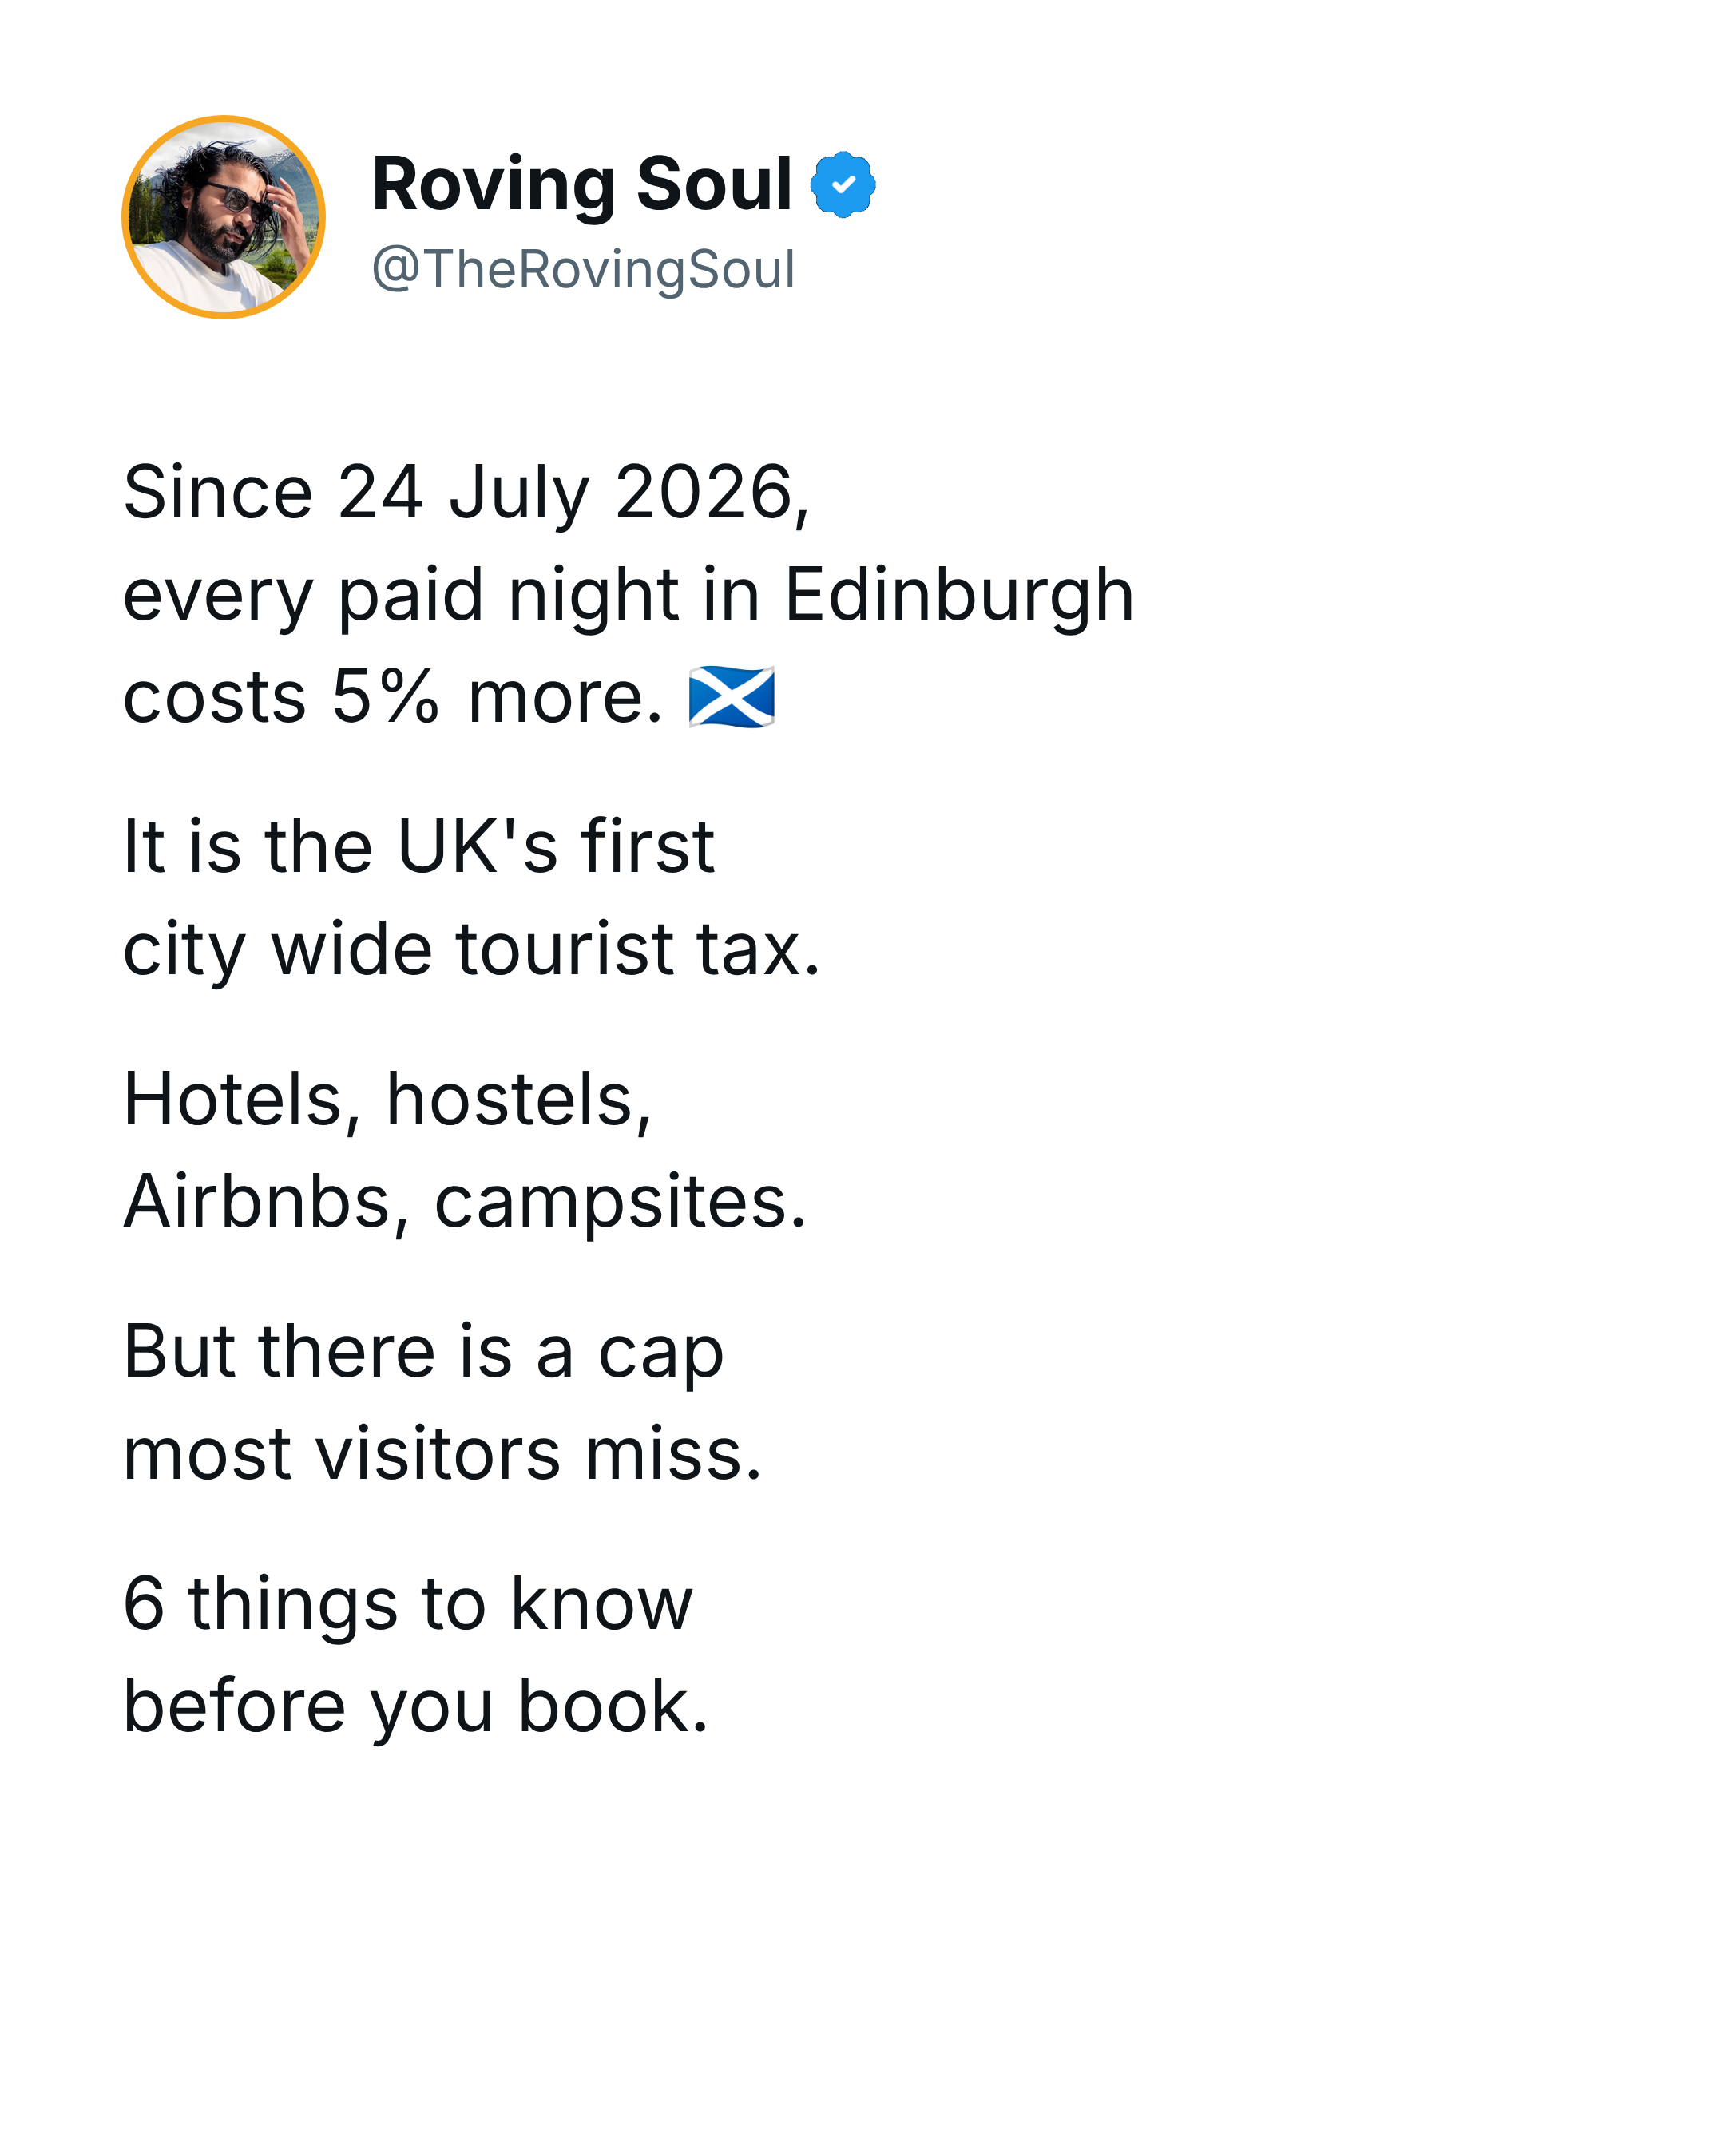 Roving Soul
@TheRovingSoul
Since 24 July 2026,
every paid night in Edinburgh
costs 5% more. 🏴󠁧󠁢󠁳󠁣󠁴󠁿
It is the UK's first
city wide tourist tax.
Hotels, hostels,
Airbnbs, campsites.
But there is a cap
most visitors miss.
6 things to know
before you book.